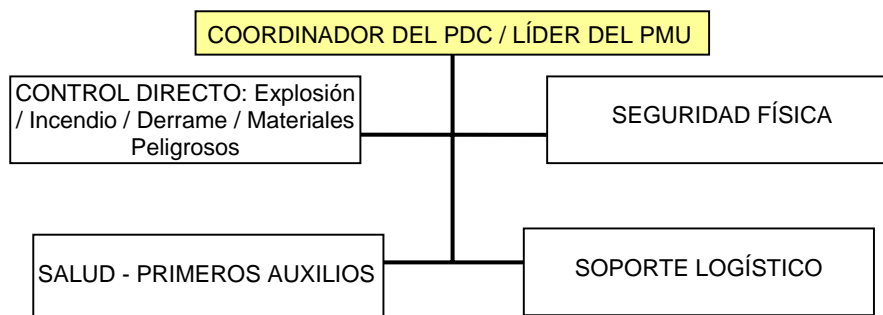 COORDINADOR DEL PDC / LÍDER DEL PMU
CONTROL DIRECTO: Explosión
/ Incendio / Derrame / Materiales
Peligrosos
SEGURIDAD FÍSICA
SALUD - PRIMEROS AUXILIOS
SOPORTE LOGÍSTICO